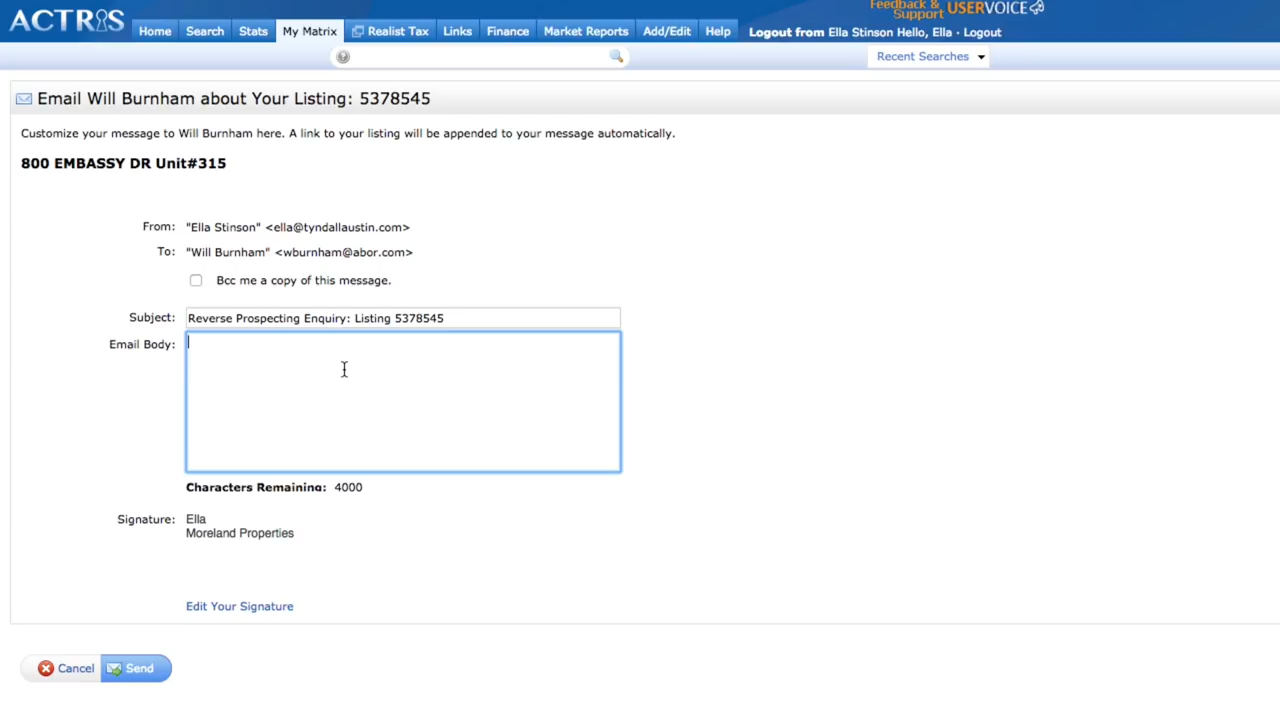 Feedback &
Support USERVOICE
ACTRIS
Home Search Stats My Matrix Realist Tax Links Finance Market Reports Add/Edit Help Logout from Ella Stinson Hello, Ella · Logout
Recent Searches
Email Will Burnham about Your Listing: 5378545
Customize your message to Will Burnham here. A link to your listing will be appended to your message automatically.
800 EMBASSY DR Unit#315
From: "Ella Stinson" <ella@tyndallaustin.com>
To: "Will Burnham" <wburnham@abor.com>
Bcc me a copy of this message.
Subject: Reverse Prospecting Enquiry: Listing 5378545
Email Body:
Characters Remaining: 4000
Signature: Ella
Moreland Properties
Edit Your Signature
Cancel Send